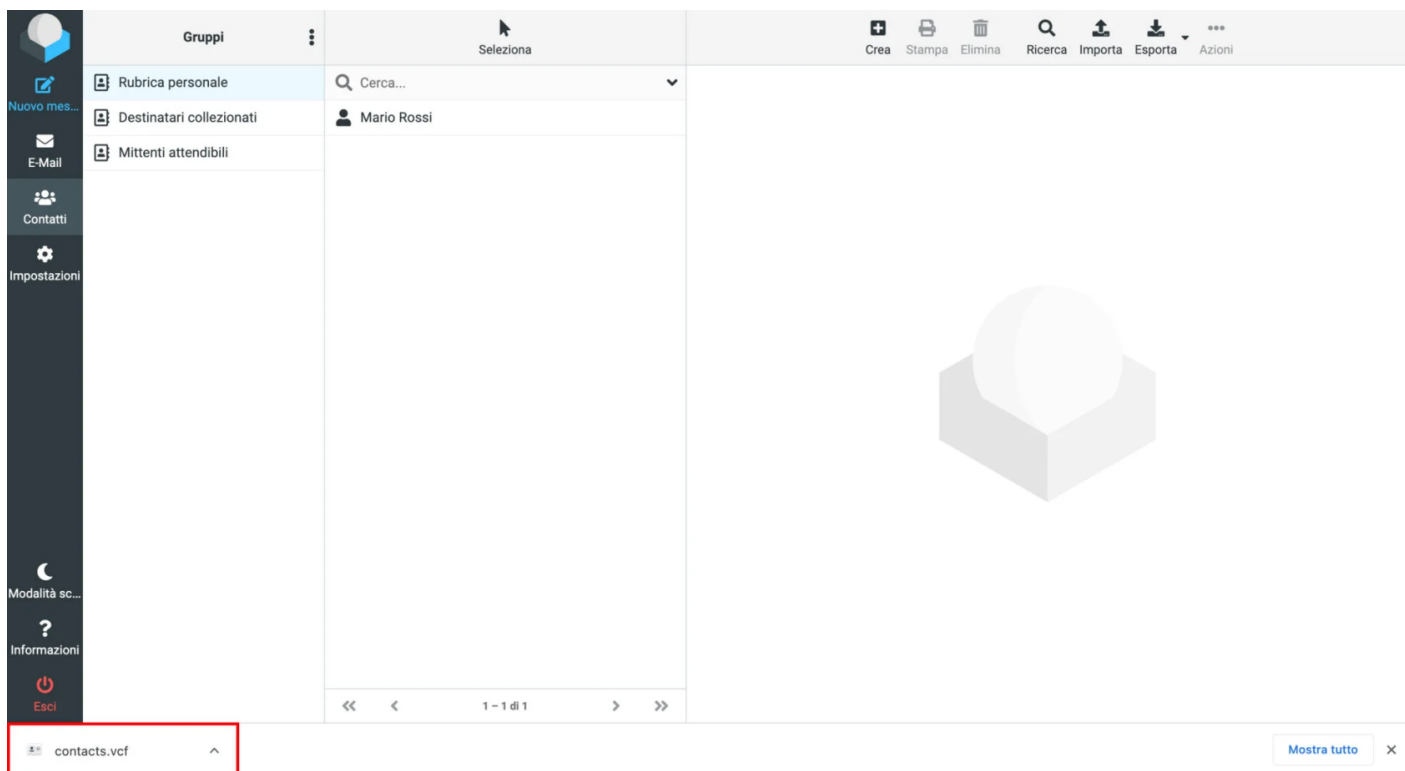 Nuovo mes...
E-Mail
Contatti
Impostazioni
Modalità sc...
Informazioni
Esci
Gruppi
Rubrica personale
Destinatari collezionati
Mittenti attendibili
Seleziona
Cerca...
Mario Rossi
1 – 1 di 1
Crea Stampa Elimina Ricerca Importa Esporta Azioni
contacts.vcf
Mostra tutto